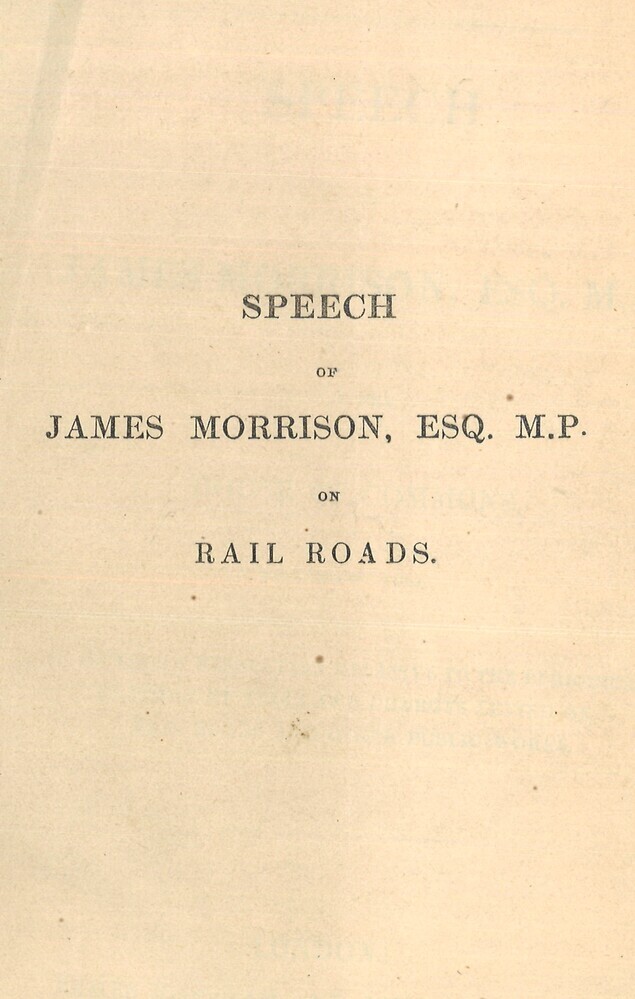 SPEECH
OF
JAMES MORRISON, ESQ. M.P.
ON
RAIL ROADS.